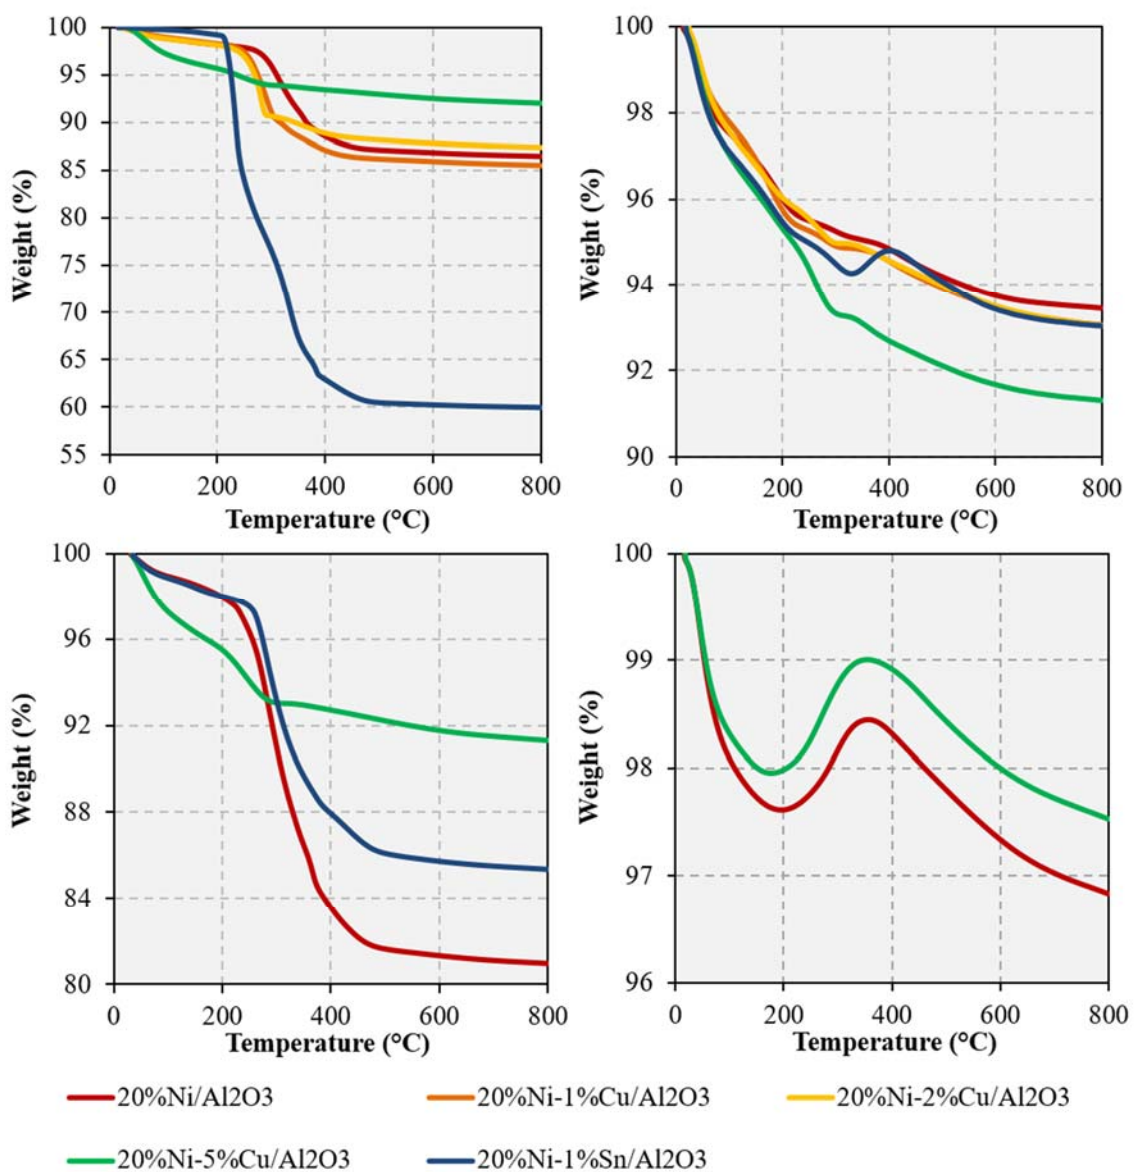 100
95
90
85
80
75
70
65
60
55
Weight (%)
0 200 400 600 800
Temperature (°C)
100
98
96
94
92
90
Weight (%)
0 200 400 600 800
Temperature (°C)
100
96
92
88
84
80
Weight (%)
0 200 400 600 800
Temperature (°C)
100
99
98
97
96
Weight (%)
0 200 400 600 800
Temperature (°C)
20%Ni/Al2O3 20%Ni-1%Cu/Al2O3 20%Ni-2%Cu/Al2O3
20%Ni-5%Cu/Al2O3 20%Ni-1%Sn/Al2O3